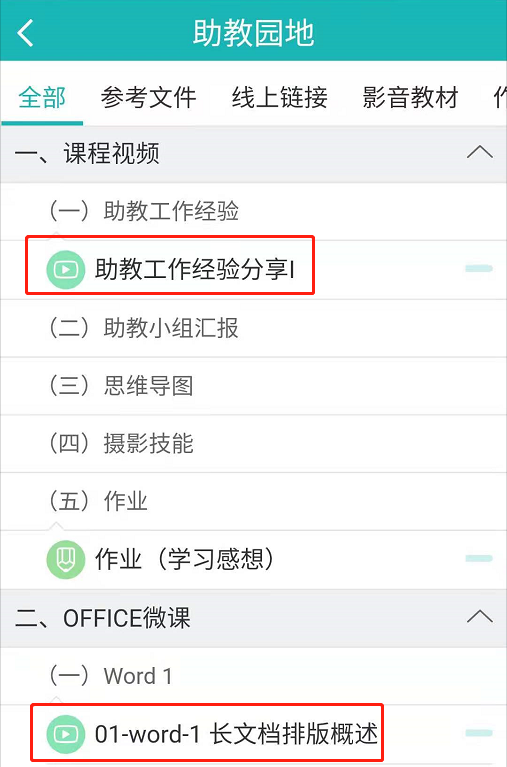 助教园地
全部 参考文件 线上链接 影音教材
一、课程视频
（一）助教工作经验
助教工作经验分享I
（二）助教小组汇报
（三）思维导图
（四）摄影技能
（五）作业
作业（学习感想）
二、OFFICE微课
（一）Word 1
01-word-1 长文档排版概述